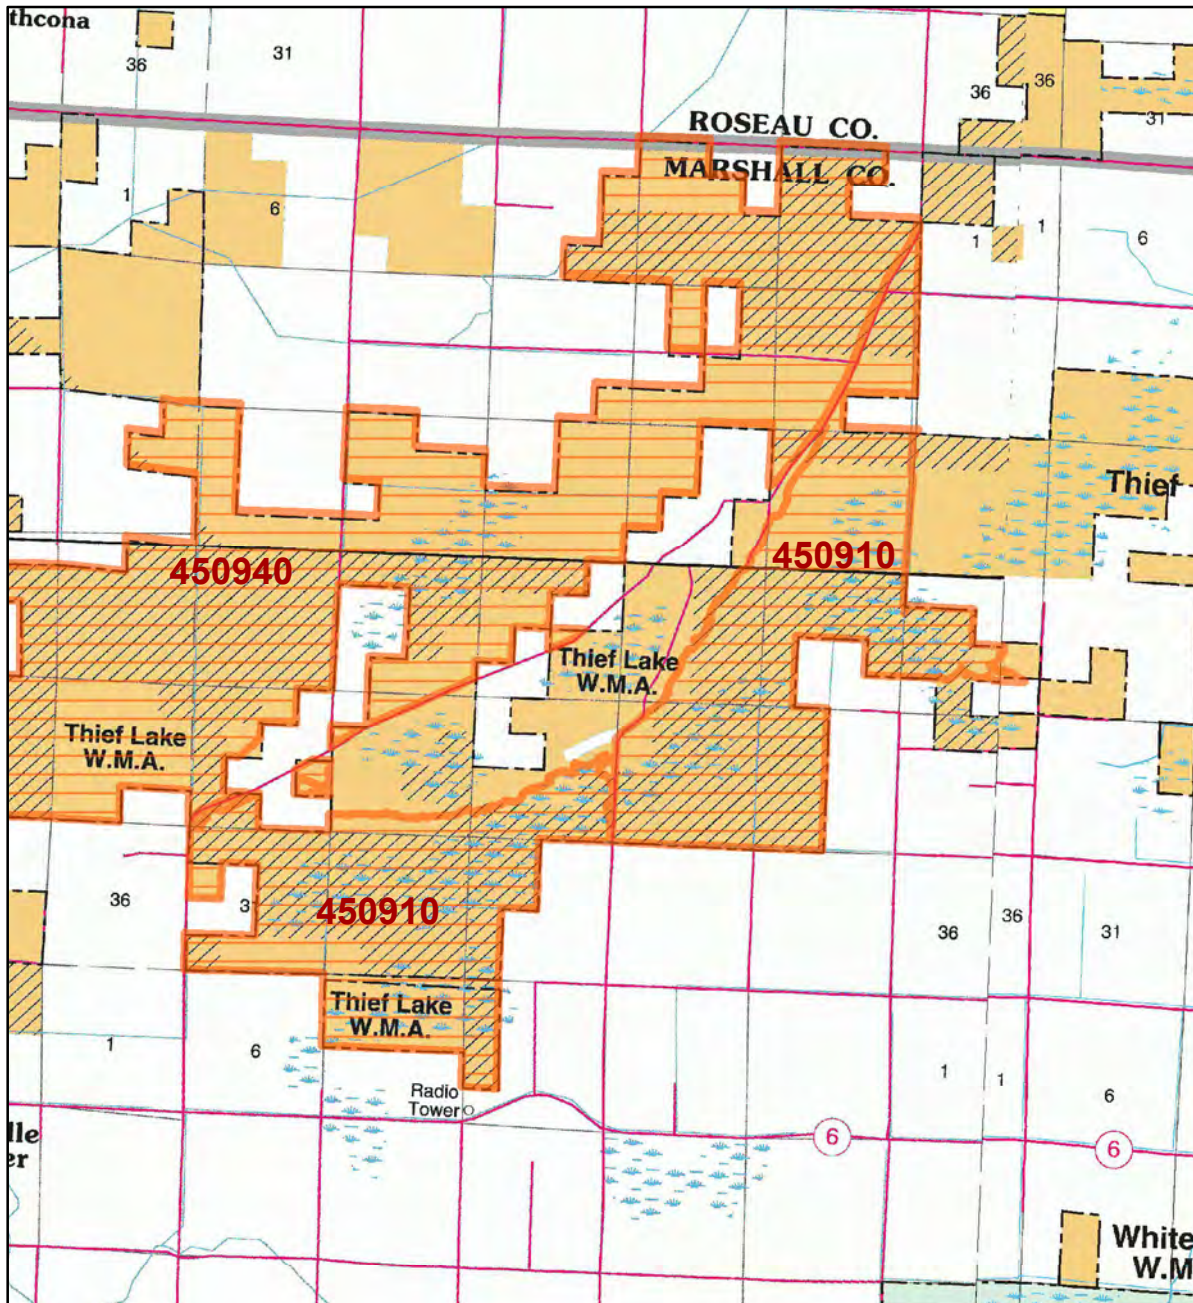 thcona
31
36
36
36
31
ROSEAU CO.
MARSHALL CO.
1
6
1
1
6
Thief
450940
450910
Thief Lake
W.M.A.
Thief Lake
W.M.A.
36
3
450910
36
36
31
Thief Lake
W.M.A.
1
6
1
1
6
Radio
Tower
6
6
lle
er
White
W.M